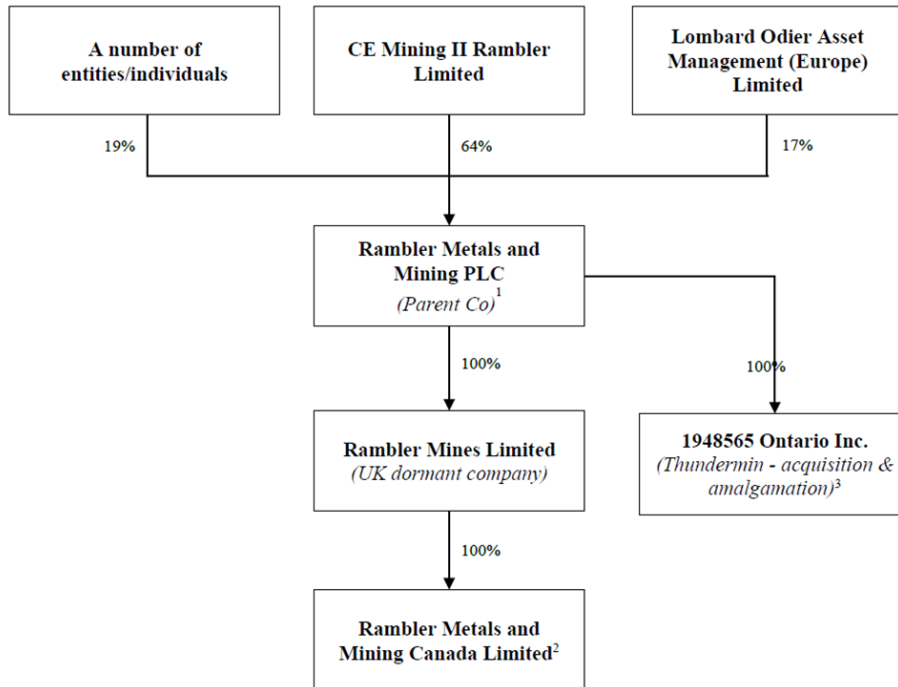 A number of
entities/individuals
CE Mining II Rambler
Limited
Lombard Odier Asset
Management (Europe)
Limited
19%
64%
17%
Rambler Metals and
Mining PLC
(Parent Co)1
100%
100%
Rambler Mines Limited
(UK dormant company)
1948565 Ontario Inc.
(Thundermin - acquisition &
amalgamation)3
100%
Rambler Metals and
Mining Canada Limited2